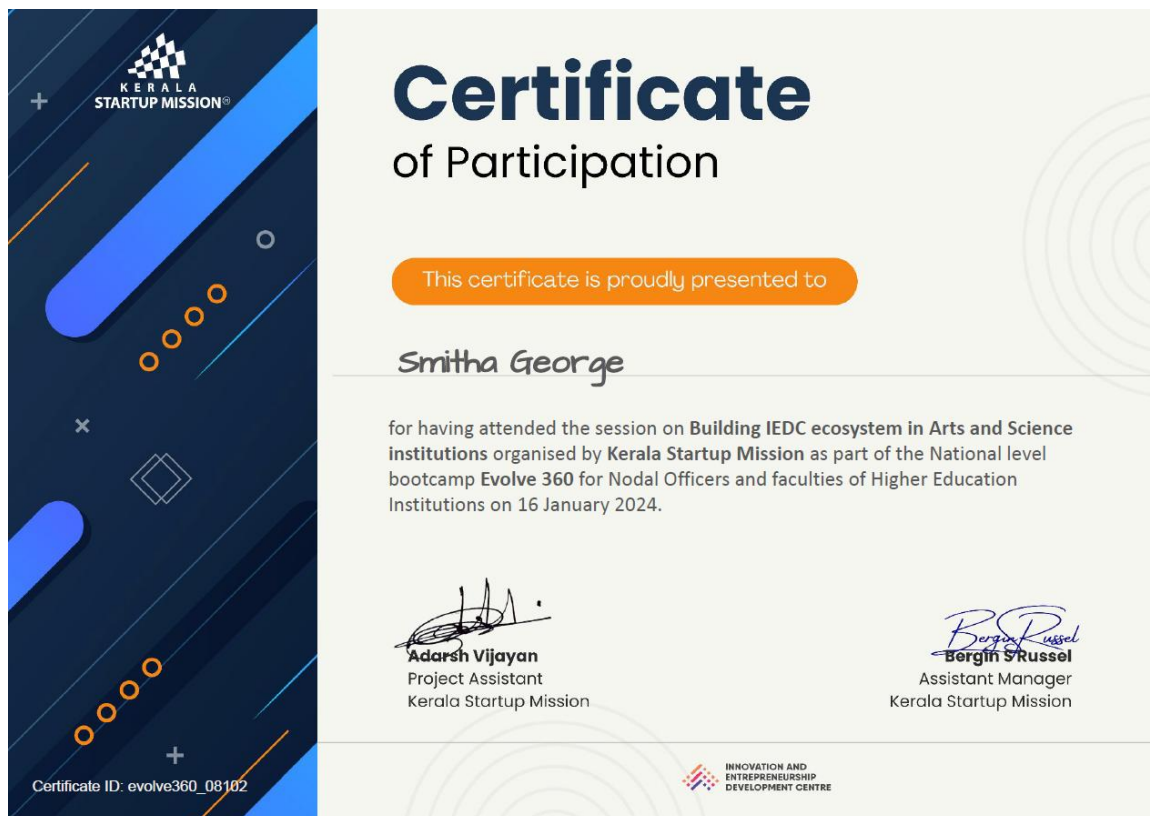 KERALA
STARTUP MISSION®
Certificate
of Participation
This certificate is proudly presented to
Smitha George
for having attended the session on Building IEDC ecosystem in Arts and Science
institutions organised by Kerala Startup Mission as part of the National level
bootcamp Evolve 360 for Nodal Officers and faculties of Higher Education
Institutions on 16 January 2024.
Adarsh Vijayan
Project Assistant
Kerala Startup Mission
Bergin Russel
Bergin S Russel
Assistant Manager
Kerala Startup Mission
Certificate ID: evolve360_08102
INNOVATION AND
ENTREPRENEURSHIP
DEVELOPMENT CENTRE